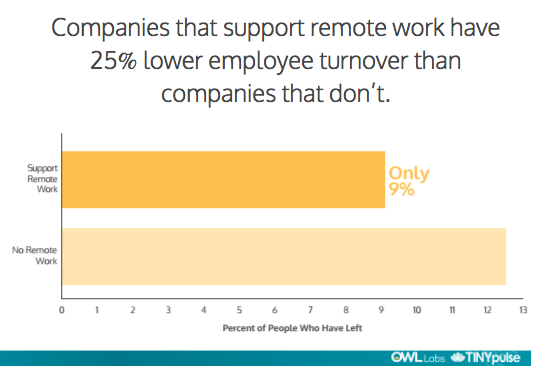 Companies that support remote work have
25% lower employee turnover than
companies that don't.
Support
Remote
Work
Only
9%
No Remote
Work
0 1 2 3 4 5 6 7 8 9 10 11 12 13
Percent of People Who Have Left
OWL Labs TINYpulse